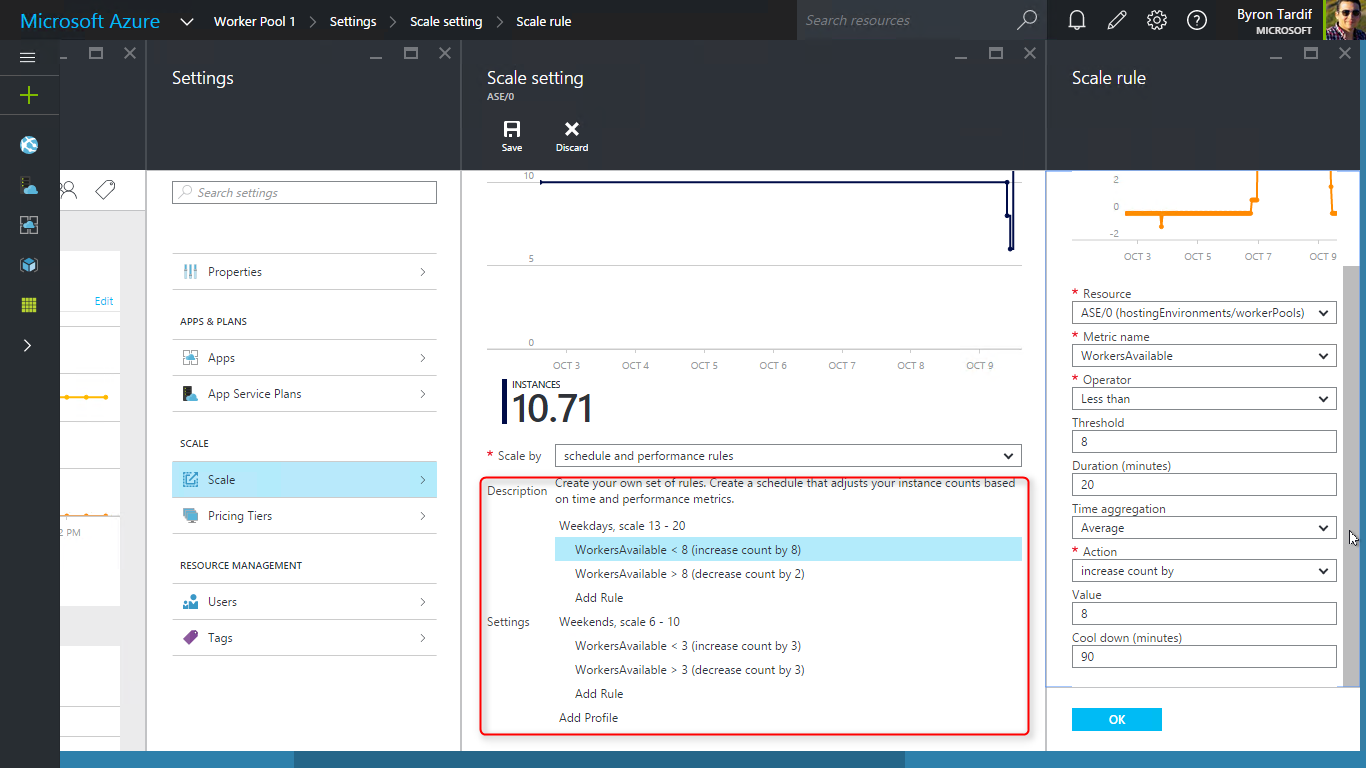 Microsoft Azure
Worker Pool 1
Settings
Scale setting
Scale rule
Search resources
Byron Tardif
MICROSOFT
Edit
2 PM
Settings
Search settings
Properties
APPS & PLANS
Apps
App Service Plans
SCALE
Scale
Pricing Tiers
RESOURCE MANAGEMENT
Users
Tags
Scale setting
ASE/0
Save
Discard
10
5
0
OCT 3 OCT 4 OCT 5 OCT 6 OCT 7 OCT 8 OCT 9
INSTANCES
10.71
* Scale by schedule and performance rules
Description
Create your own set of rules. Create a schedule that adjusts your instance counts based
on time and performance metrics.
Weekdays, scale 13 - 20
WorkersAvailable < 8 (increase count by 8)
WorkersAvailable > 8 (decrease count by 2)
Add Rule
Settings
Weekends, scale 6 - 10
WorkersAvailable < 3 (increase count by 3)
WorkersAvailable > 3 (decrease count by 3)
Add Rule
Add Profile
Scale rule
2
0
-2
OCT 3 OCT 5 OCT 7 OCT 9
* Resource
ASE/0 (hostingEnvironments/workerPools)
* Metric name
WorkersAvailable
* Operator
Less than
Threshold
8
Duration (minutes)
20
Time aggregation
Average
* Action
increase count by
Value
8
Cool down (minutes)
90
OK